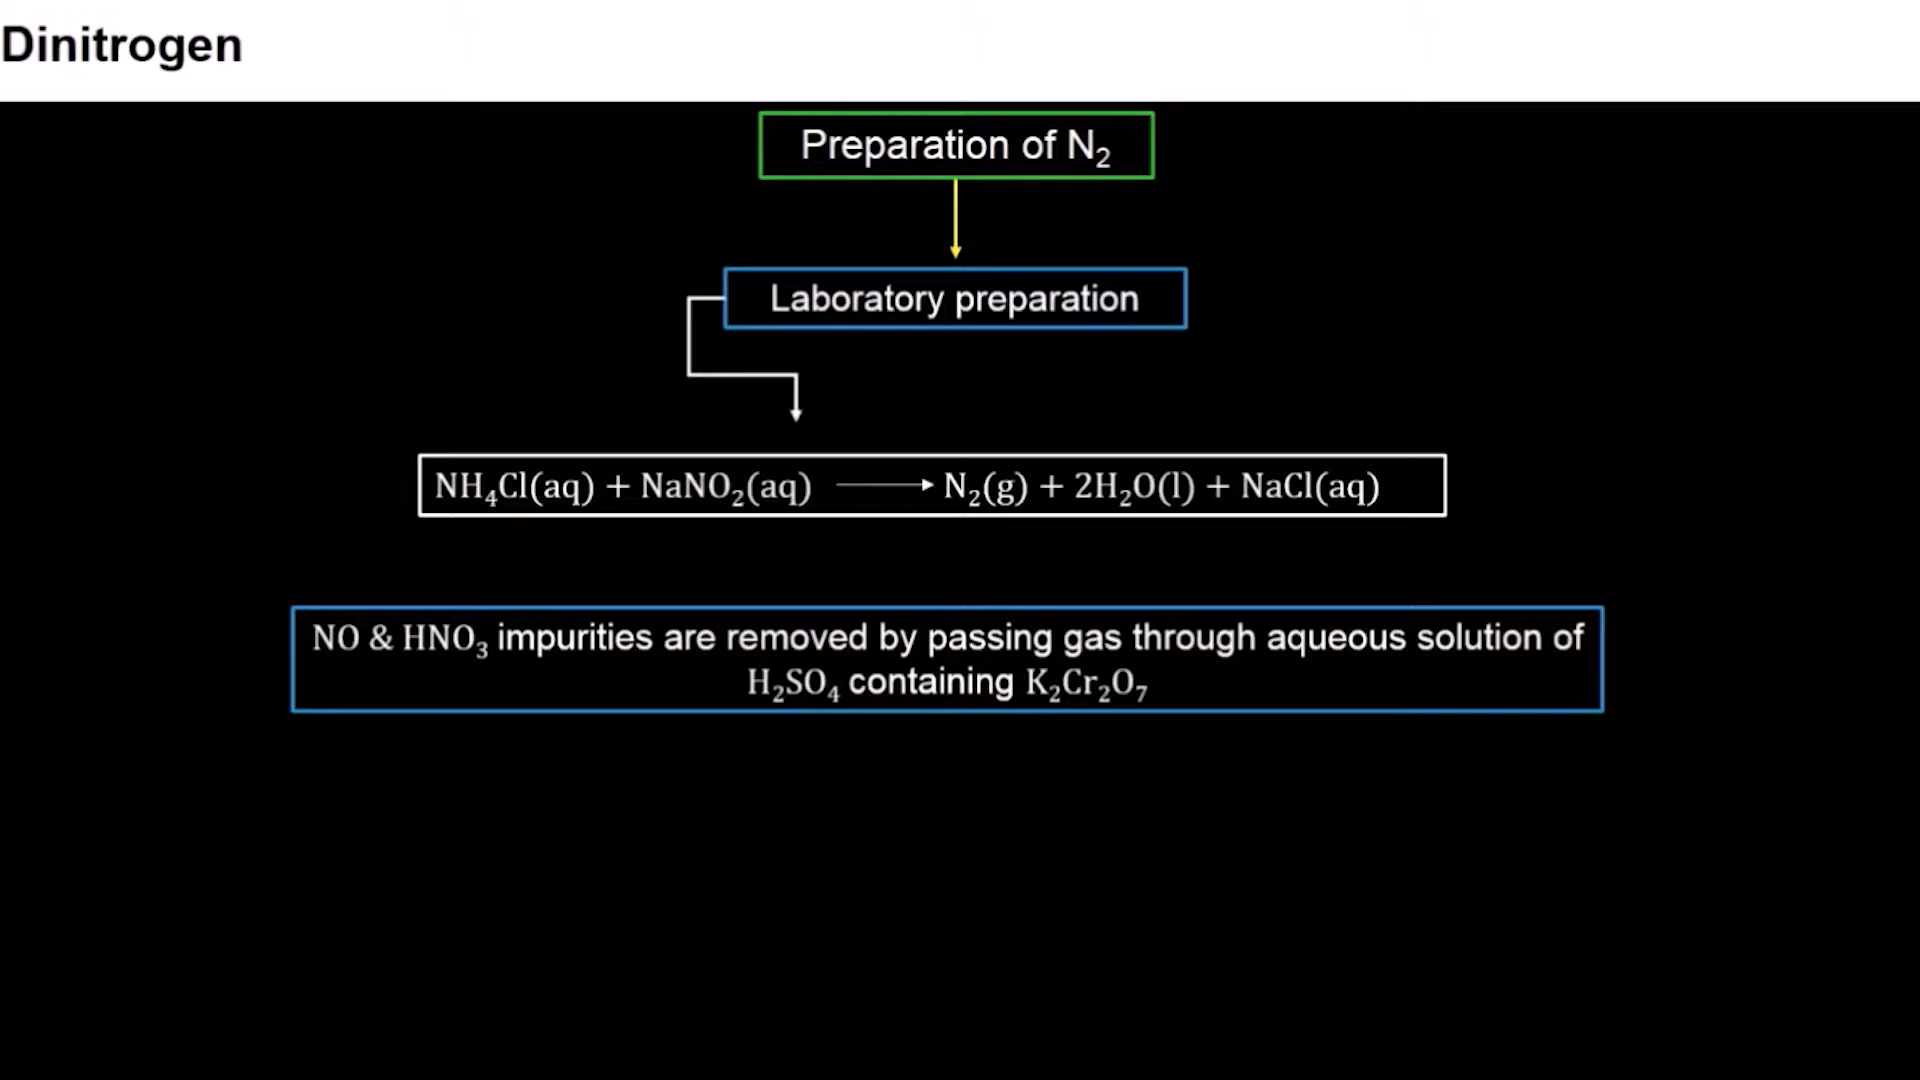 Dinitrogen
Preparation of N₂
Laboratory preparation
NH₄Cl(aq) + NaNO₂(aq) ⟶ N₂(g) + 2H₂O(l) + NaCl(aq)
NO & HNO₃ impurities are removed by passing gas through aqueous solution of
H₂SO₄ containing K₂Cr₂O₇